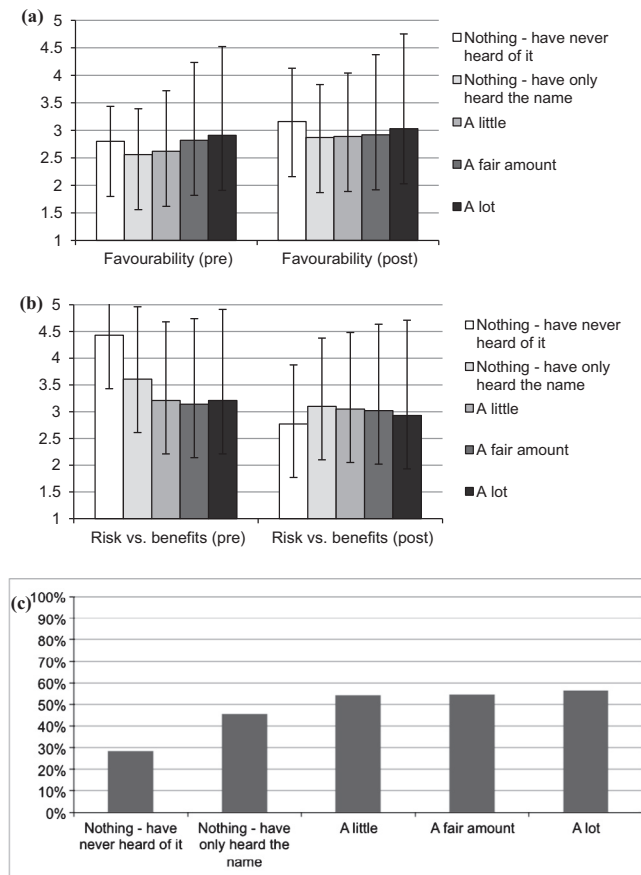 (a)
5
4.5
4
3.5
3
2.5
2
1.5
1
Favourability (pre)
Favourability (post)
Nothing - have never
heard of it
Nothing - have only
heard the name
A little
A fair amount
A lot
(b)
5
4.5
4
3.5
3
2.5
2
1.5
1
Risk vs. benefits (pre)
Risk vs. benefits (post)
Nothing - have never
heard of it
Nothing - have only
heard the name
A little
A fair amount
A lot
(c)
100%
90%
80%
70%
60%
50%
40%
30%
20%
10%
0%
Nothing - have
never heard of it
Nothing - have
only heard the
name
A little
A fair amount
A lot